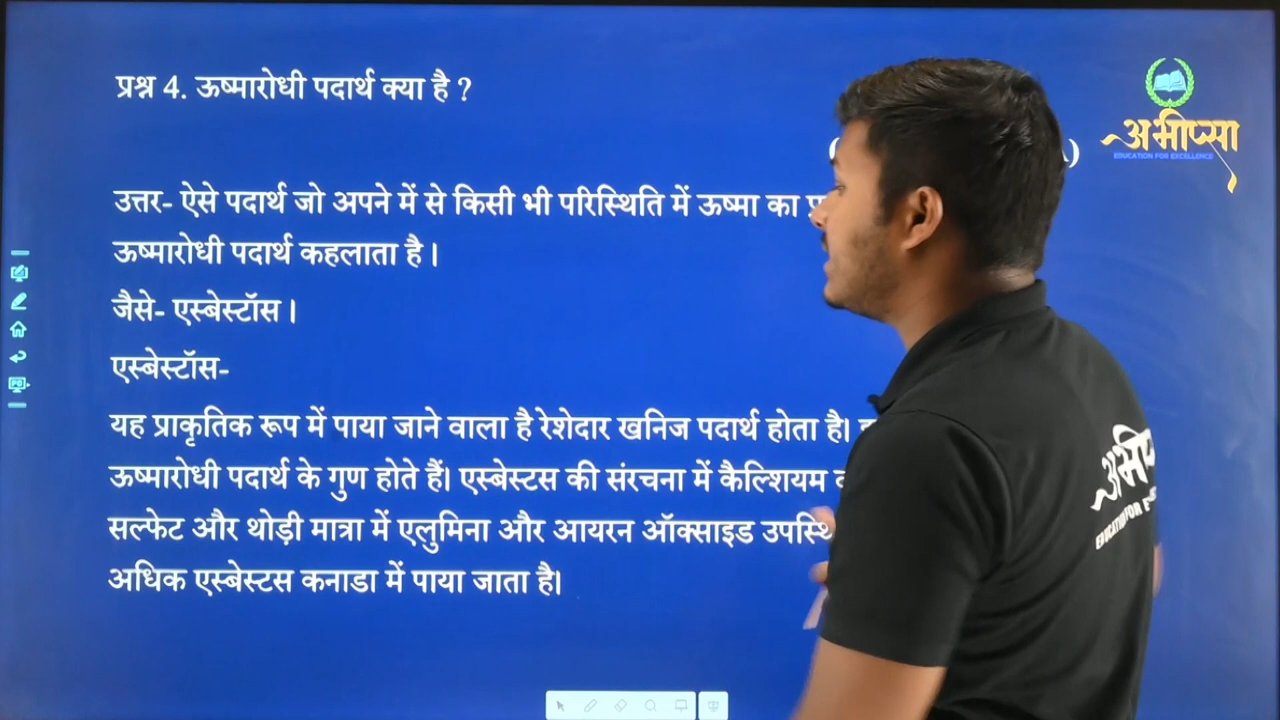 प्रश्न 4. ऊष्मारोधी पदार्थ क्या है ?
अभीप्सा
EDUCATION FOR EXCELLENCE
उत्तर- ऐसे पदार्थ जो अपने में से किसी भी परिस्थिति में ऊष्मा का
ऊष्मारोधी पदार्थ कहलाता है ।
जैसे- एस्बेस्टॉस ।
एस्बेस्टॉस-
यह प्राकृतिक रूप में पाया जाने वाला है रेशेदार खनिज पदार्थ होता है।
ऊष्मारोधी पदार्थ के गुण होते हैं। एस्बेस्टस की संरचना में कैल्शियम
सल्फेट और थोड़ी मात्रा में एलुमिना और आयरन ऑक्साइड
अधिक एस्बेस्टस कनाडा में पाया जाता है।